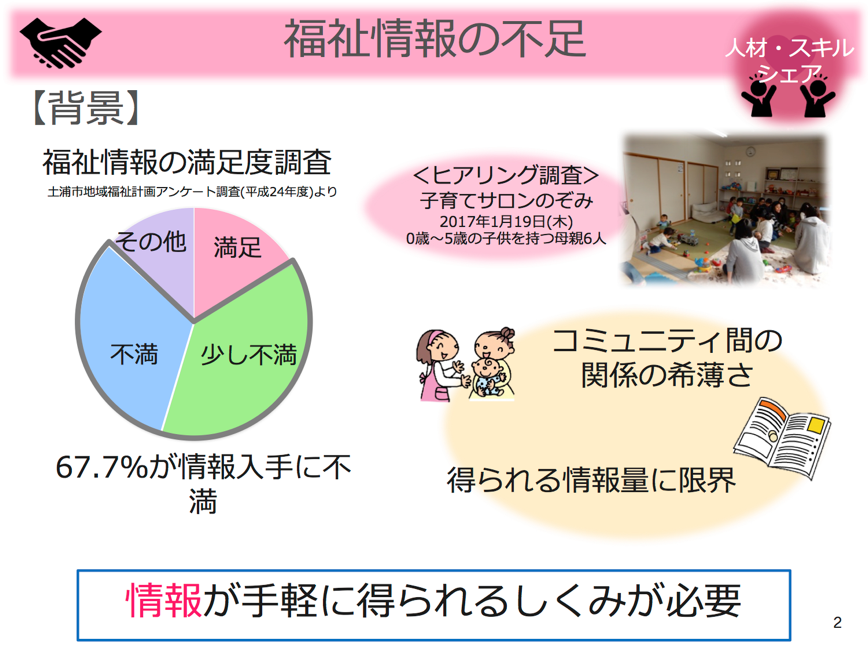 福祉情報の不足
人材・スキル
シェア
【背景】
福祉情報の満足度調査
土浦市地域福祉計画アンケート調査(平成24年度)より
その他
満足
不満
少し不満
67.7%が情報入手に不
満
＜ヒアリング調査＞
子育てサロンのぞみ
2017年1月19日(木)
0歳～5歳の子供を持つ母親6人
コミュニティ間の
関係の希薄さ
得られる情報量に限界
情報が手軽に得られるしくみが必要
2